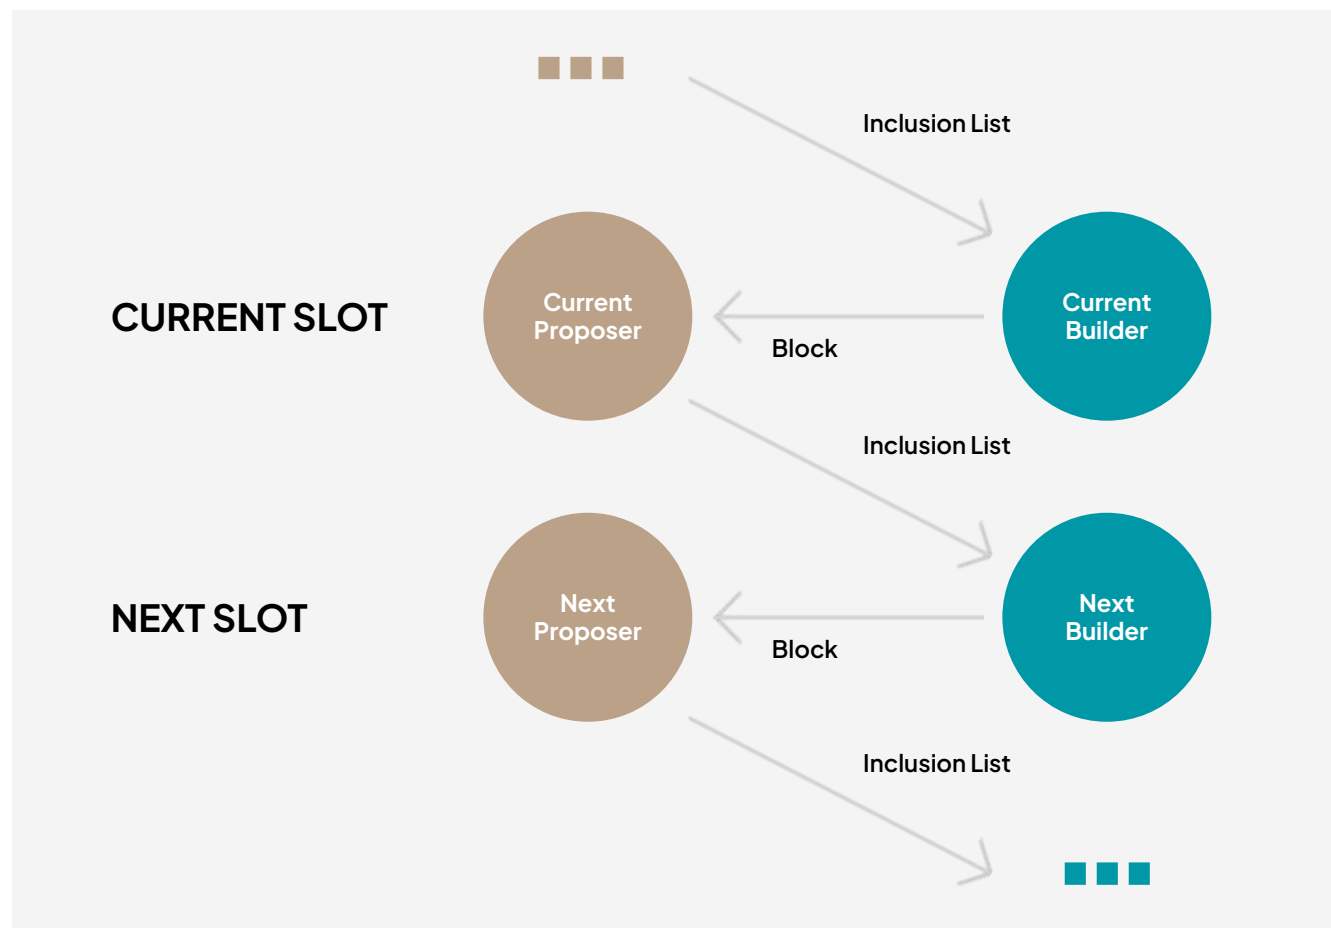 Inclusion List
CURRENT SLOT
Current
Proposer
Current
Builder
Block
Inclusion List
NEXT SLOT
Next
Proposer
Next
Builder
Block
Inclusion List